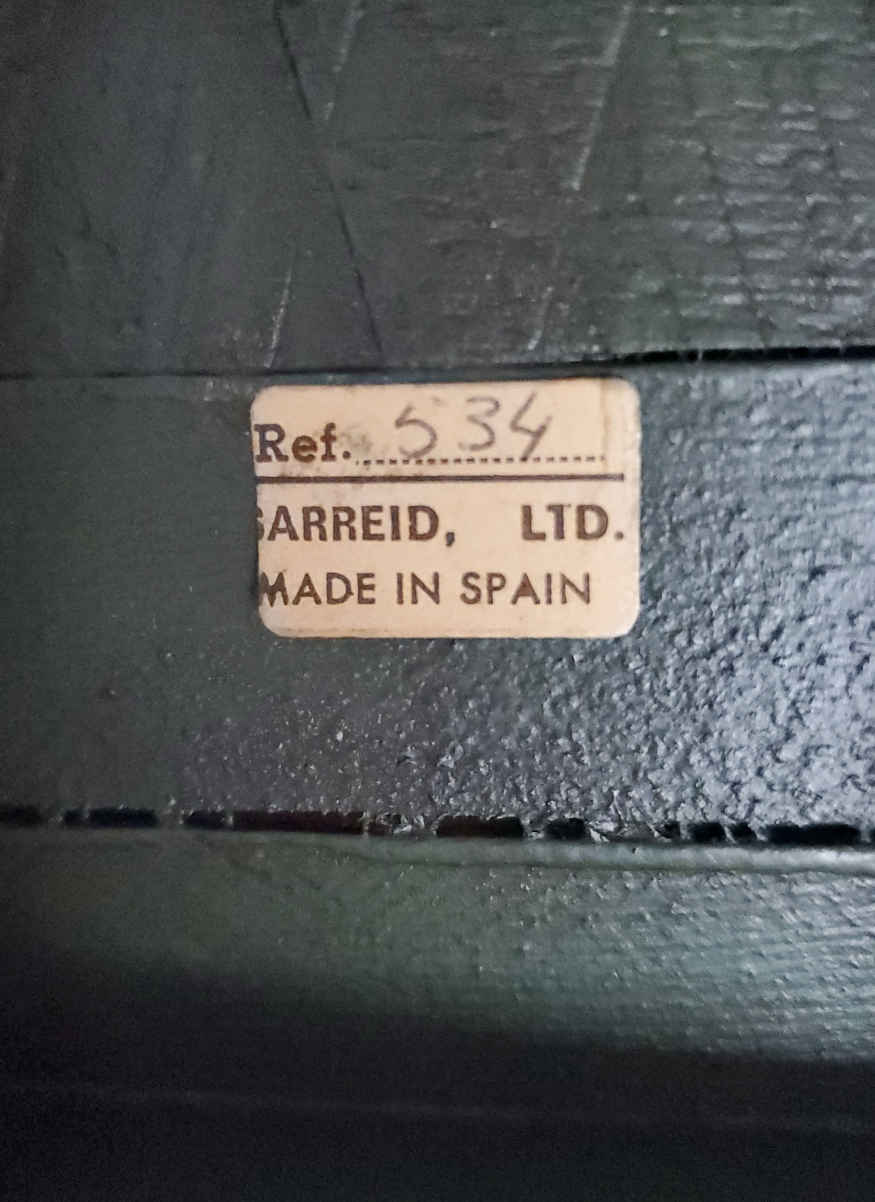 Ref. 534
SARREID, LTD.
MADE IN SPAIN